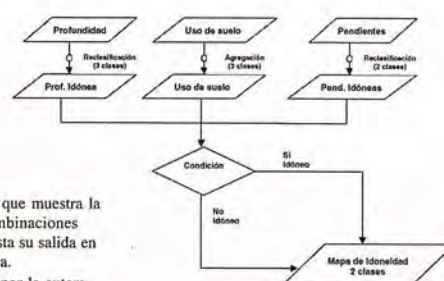 Profundidad
Uso de suelo
Pendientes
Reclasificación
(3 clases)
Agregación
(3 clases)
Reclasificación
(2 clases)
Prof. Idónea
Uso de suelo
Pend. Idóneas
Condición
Sí
Idóneo
No
Idóneo
Mapa de Idoneidad
2 clases
que muestra la
mbinaciones
sta su salida en
a.